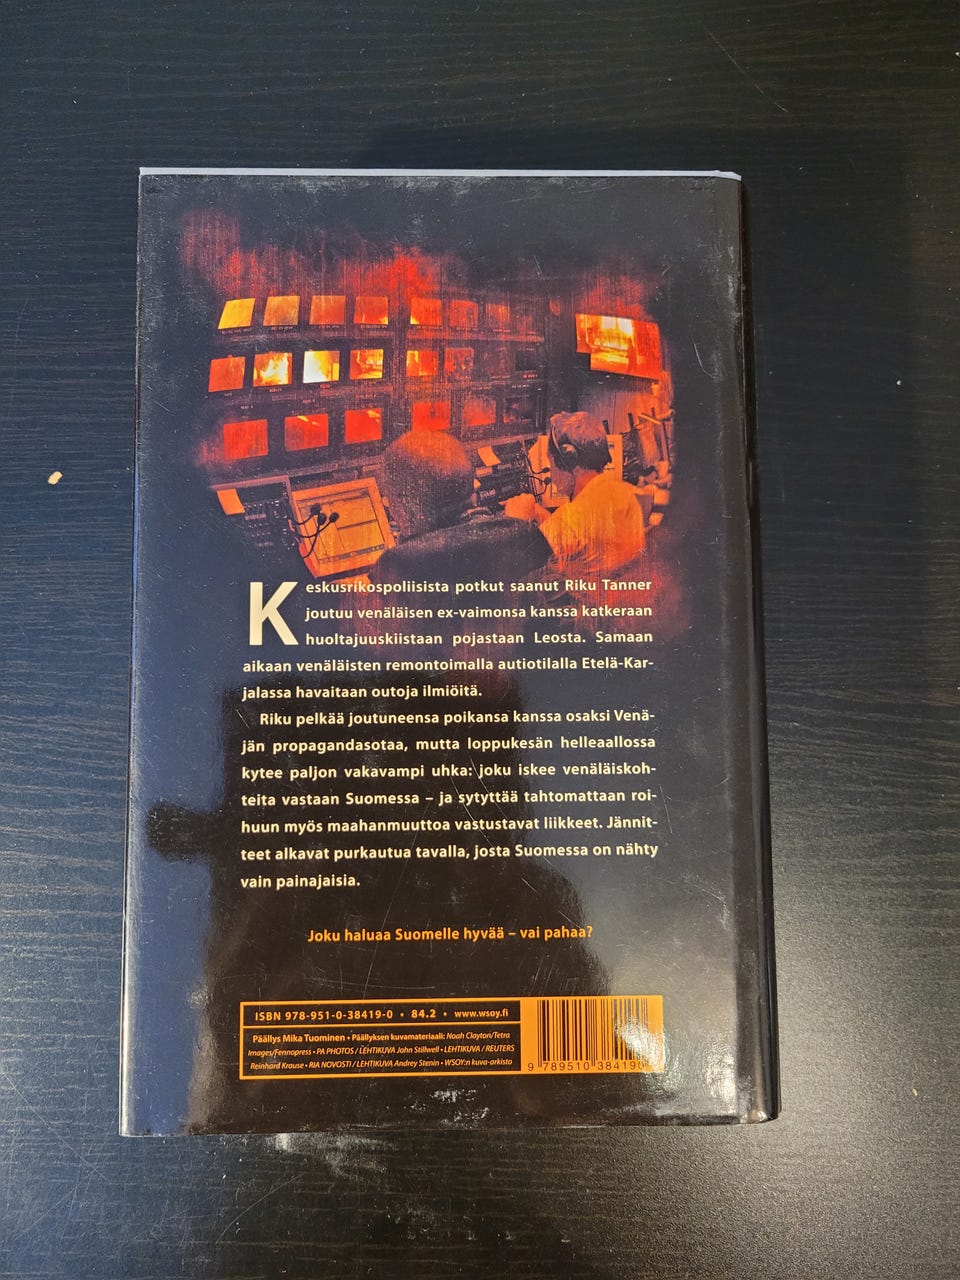 Keskusrikospoliisista potkut saanut Riku Tanner
joutuu venäläisen ex-vaimonsa kanssa katkeraan
huoltajuuskiistaan pojastaan Leosta. Samaan
aikaan venäläisten remontoimalla autiotilalla Etelä-Kar-
jalassa havaitaan outoja ilmiöitä.
Riku pelkää joutuneensa poikansa kanssa osaksi Venä-
jän propagandasotaa, mutta loppukesän helleaallossa
kytee paljon vakavampi uhka: joku iskee venäläiskoh-
teita vastaan Suomessa – ja sytyttää tahtomattaan roi-
huun myös maahanmuuttoa vastustavat liikkeet. Jännit-
teet alkavat purkautua tavalla, josta Suomessa on nähty
vain painajaisia.
Joku haluaa Suomelle hyvää – vai pahaa?
ISBN 978-951-0-38419-0 • 84.2 • www.wsoy.fi
Päällys Mika Tuominen • Päällyksen kuvamateriaali: Noah Clayton/Tetra
Images/Fennopress • PA PHOTOS / LEHTIKUVA John Stillwell • LEHTIKUVA / REUTERS
Reinhard Krause • RIA NOVOSTI / LEHTIKUVA Andrey Stenin • WSOY:n kuva-arkisto
9 789510 384190